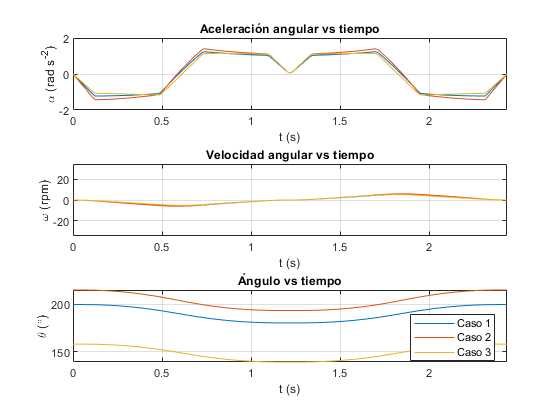 Aceleración angular vs tiempo
α (rad s⁻²)
2
0
-2
0 0.5 1 1.5 2
t (s)
Velocidad angular vs tiempo
ω (rpm)
20
0
-20
0 0.5 1 1.5 2
t (s)
Ángulo vs tiempo
θ (°)
200
150
Caso 1
Caso 2
Caso 3
0 0.5 1 1.5 2
t (s)